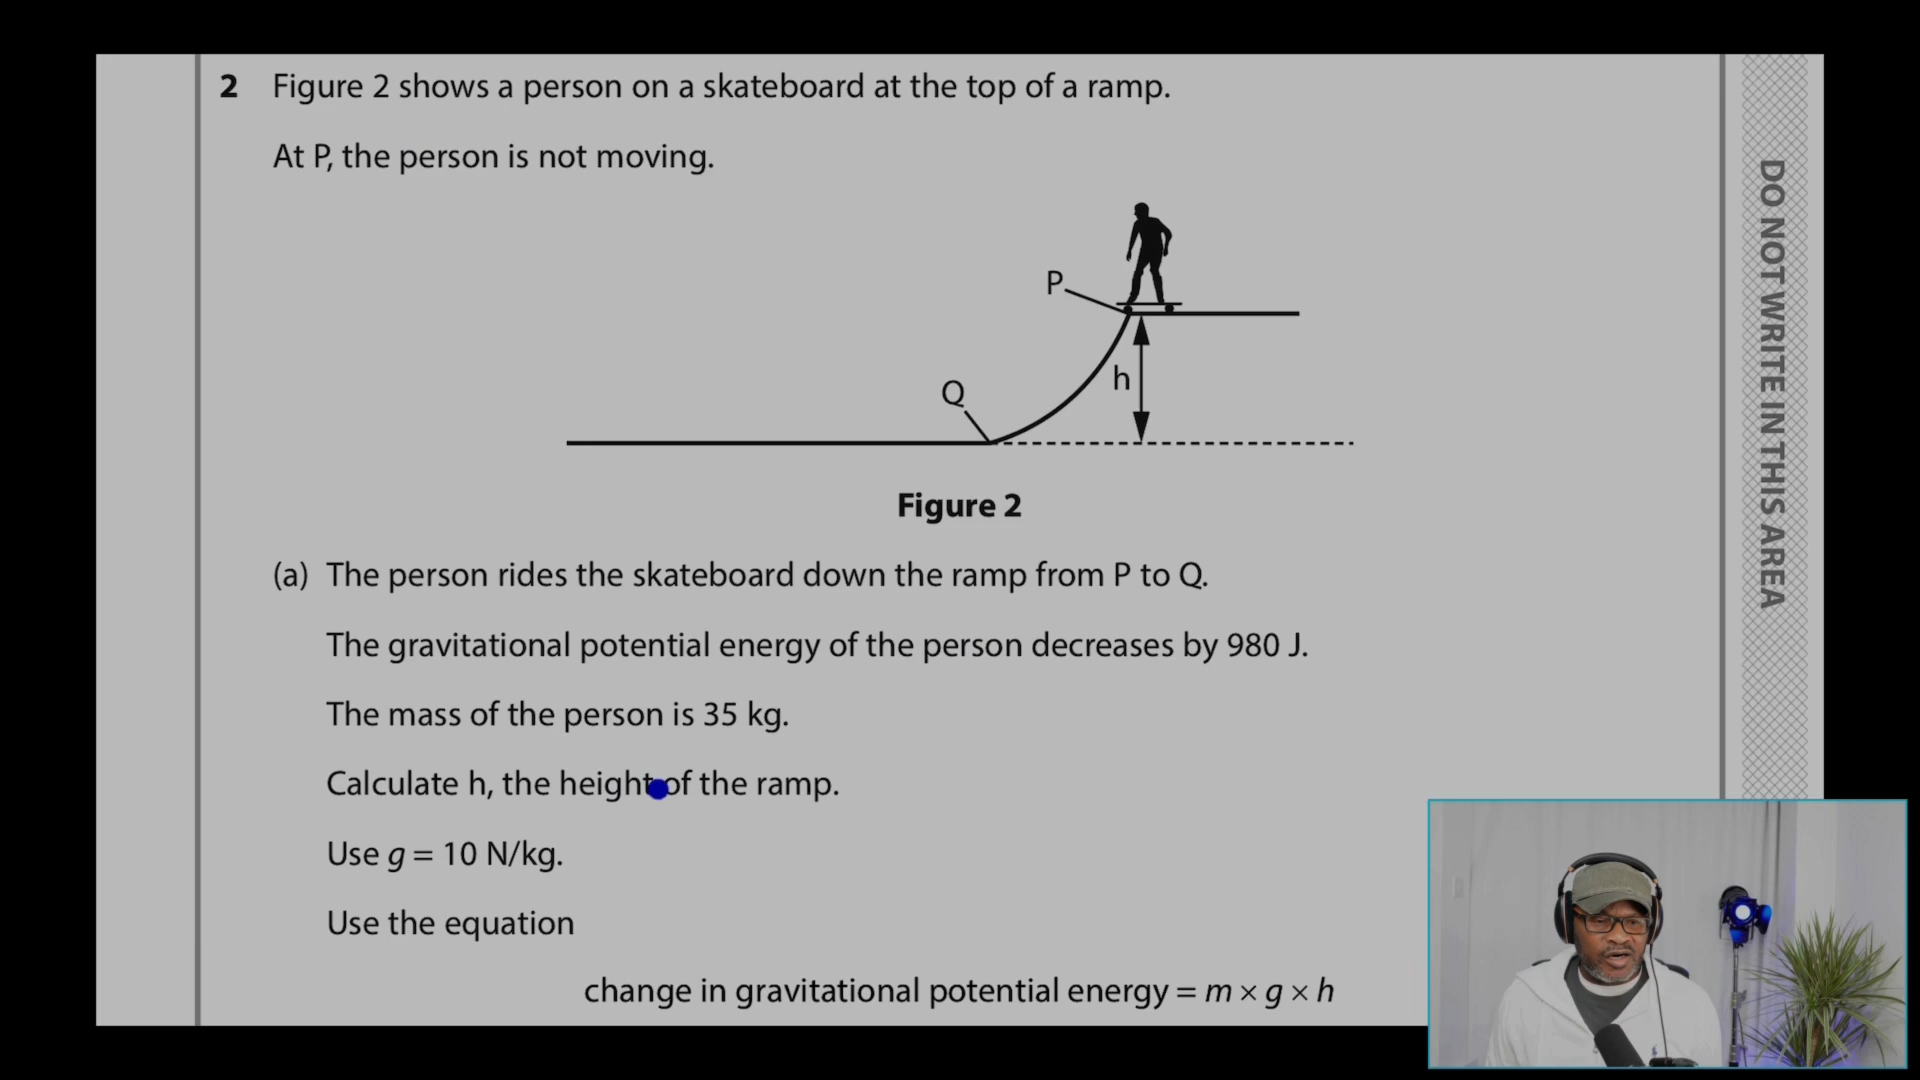 2 Figure 2 shows a person on a skateboard at the top of a ramp.
At P, the person is not moving.
P
h
Q
Figure 2
(a) The person rides the skateboard down the ramp from P to Q.
The gravitational potential energy of the person decreases by 980 J.
The mass of the person is 35 kg.
Calculate h, the height of the ramp.
Use g = 10 N/kg.
Use the equation
change in gravitational potential energy = m × g × h
DO NOT WRITE IN THIS AREA